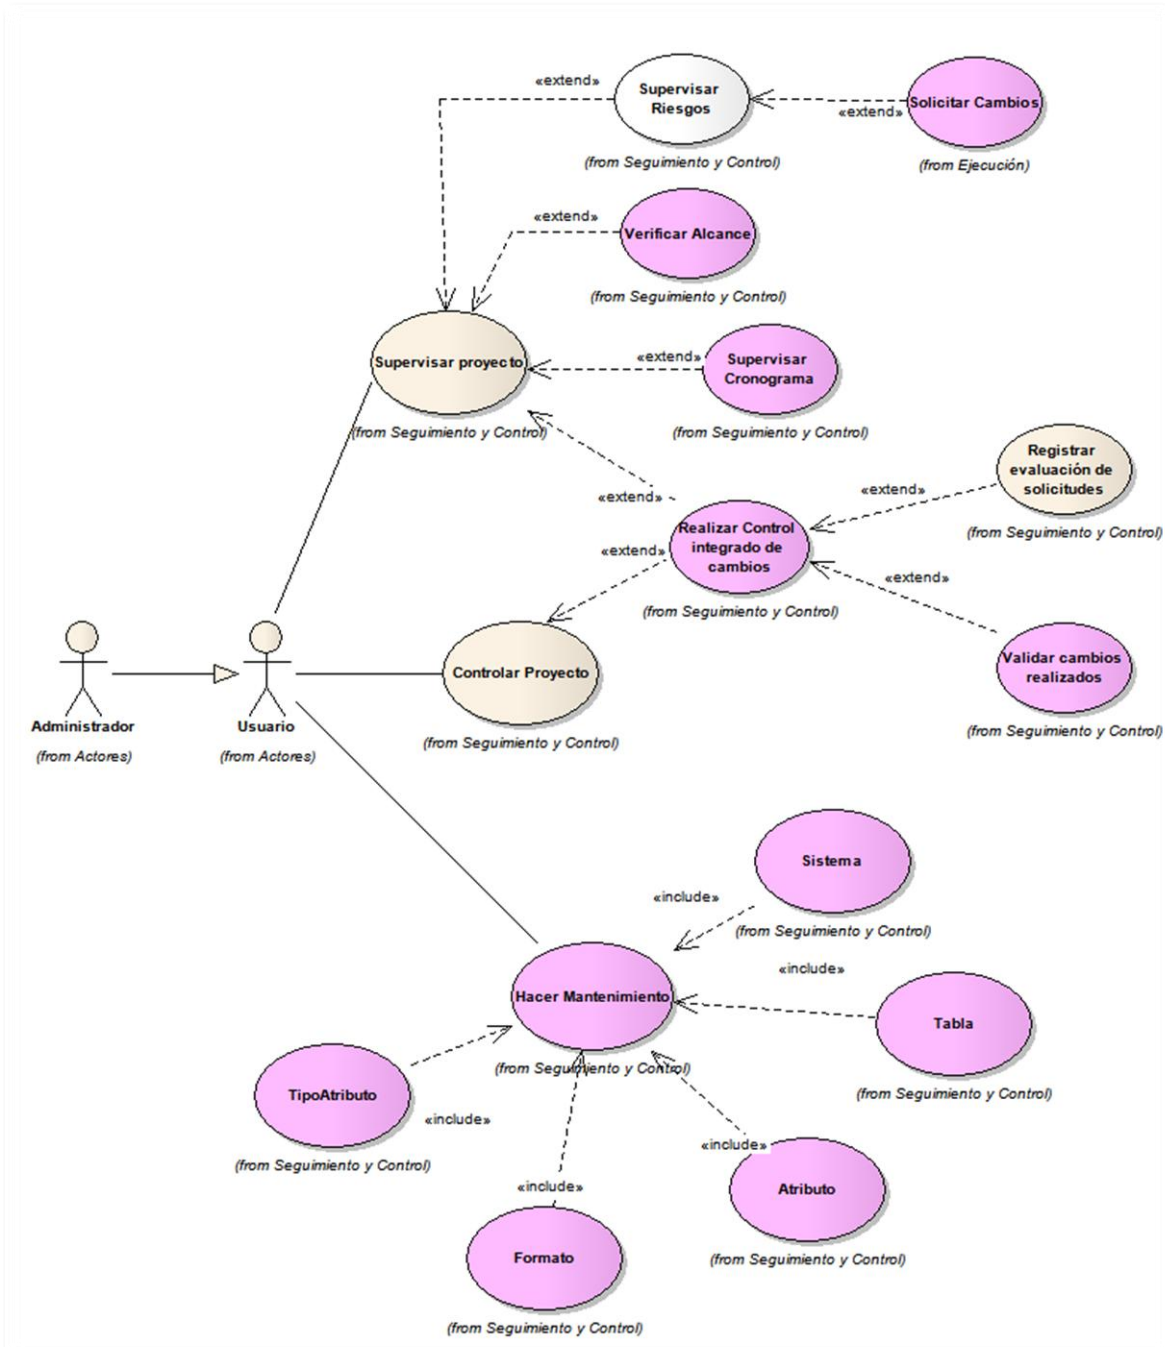 «extend»
Supervisar
Riesgos
(from Seguimiento y Control)
«extend»
Solicitar Cambios
(from Ejecución)
«extend»
Verificar Alcance
(from Seguimiento y Control)
Supervisar proyecto
(from Seguimiento y Control)
«extend»
Supervisar
Cronograma
(from Seguimiento y Control)
«extend»
Realizar Control
integrado de
cambios
(from Seguimiento y Control)
«extend»
«extend»
Registrar
evaluación de
solicitudes
(from Seguimiento y Control)
«extend»
Validar cambios
realizados
(from Seguimiento y Control)
Administrador
(from Actores)
Usuario
(from Actores)
Controlar Proyecto
(from Seguimiento y Control)
Sistema
(from Seguimiento y Control)
«include»
Hacer Mantenimiento
(from Seguimiento y Control)
«include»
Tabla
(from Seguimiento y Control)
TipoAtributo
(from Seguimiento y Control)
«include»
«include»
Atributo
(from Seguimiento y Control)
«include»
Formato
(from Seguimiento y Control)